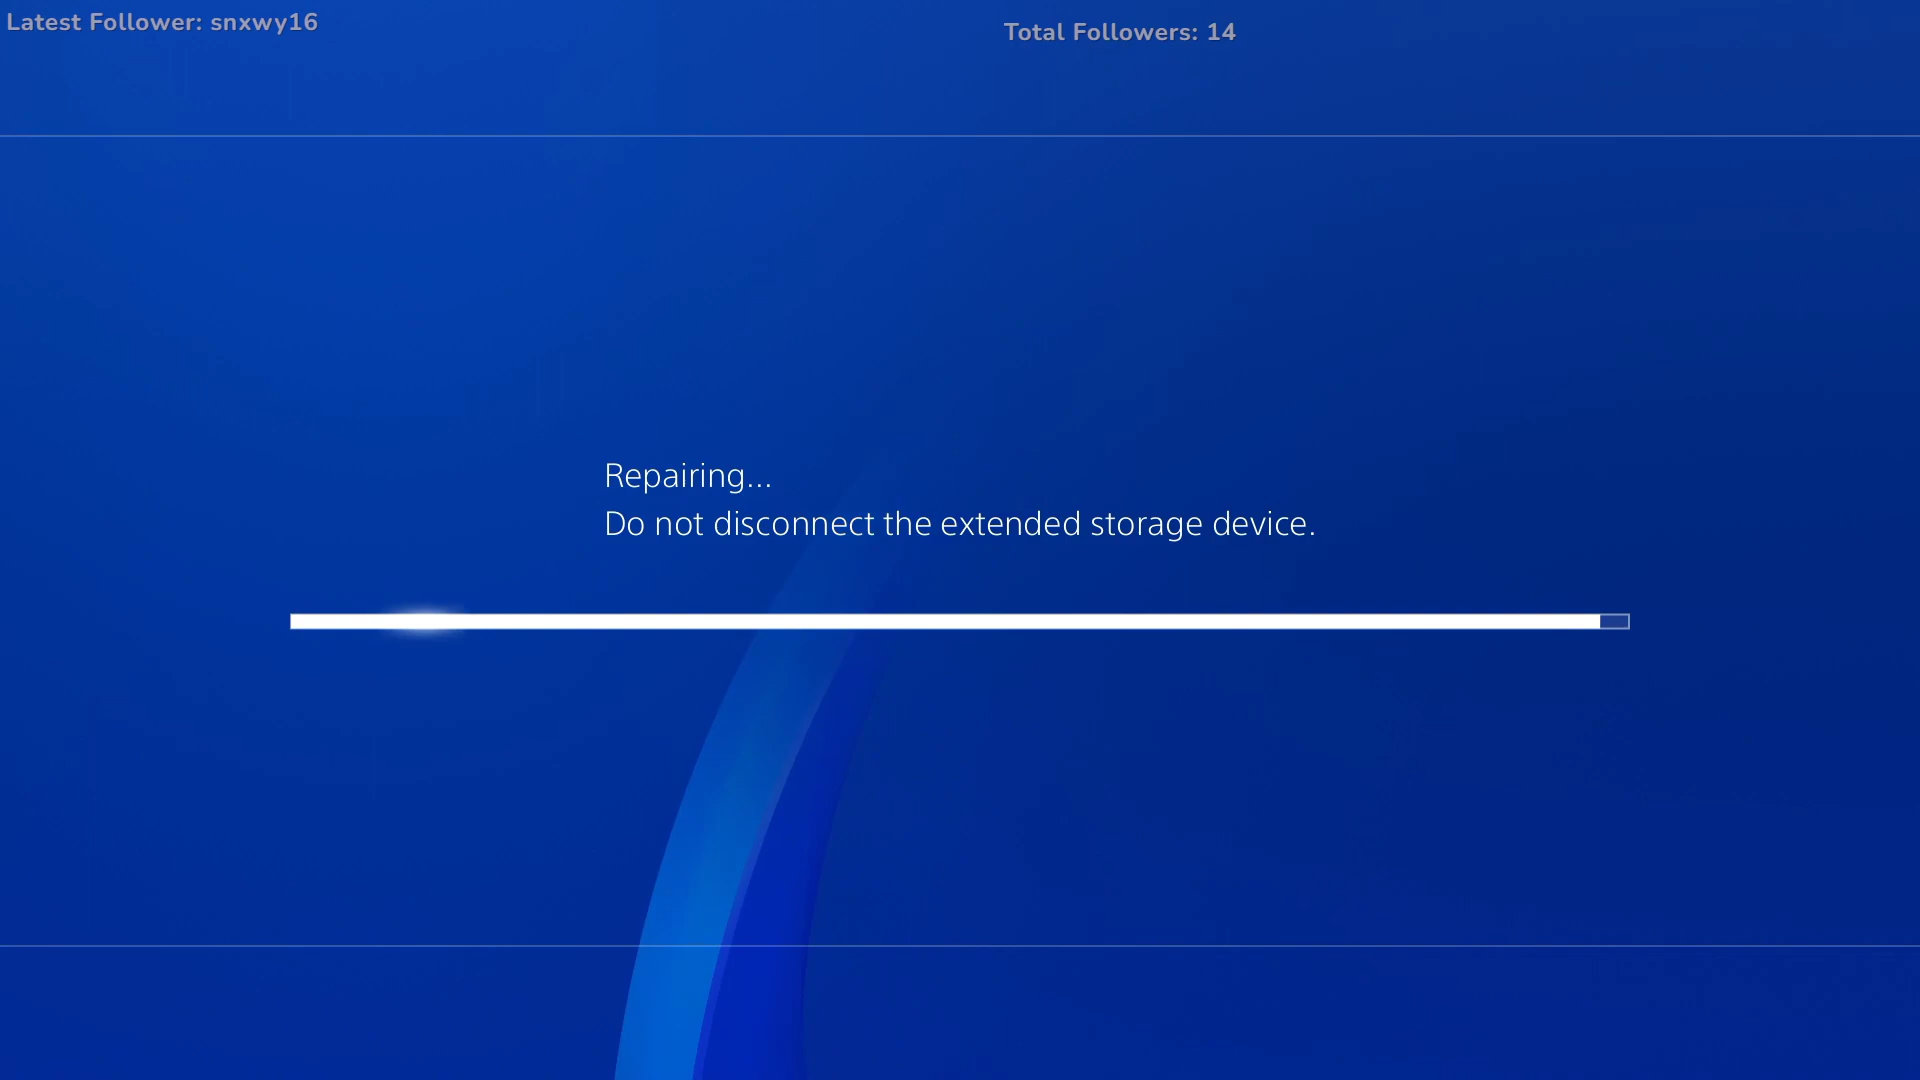 Latest Follower: snxwy16
Total Followers: 14
Repairing...
Do not disconnect the extended storage device.